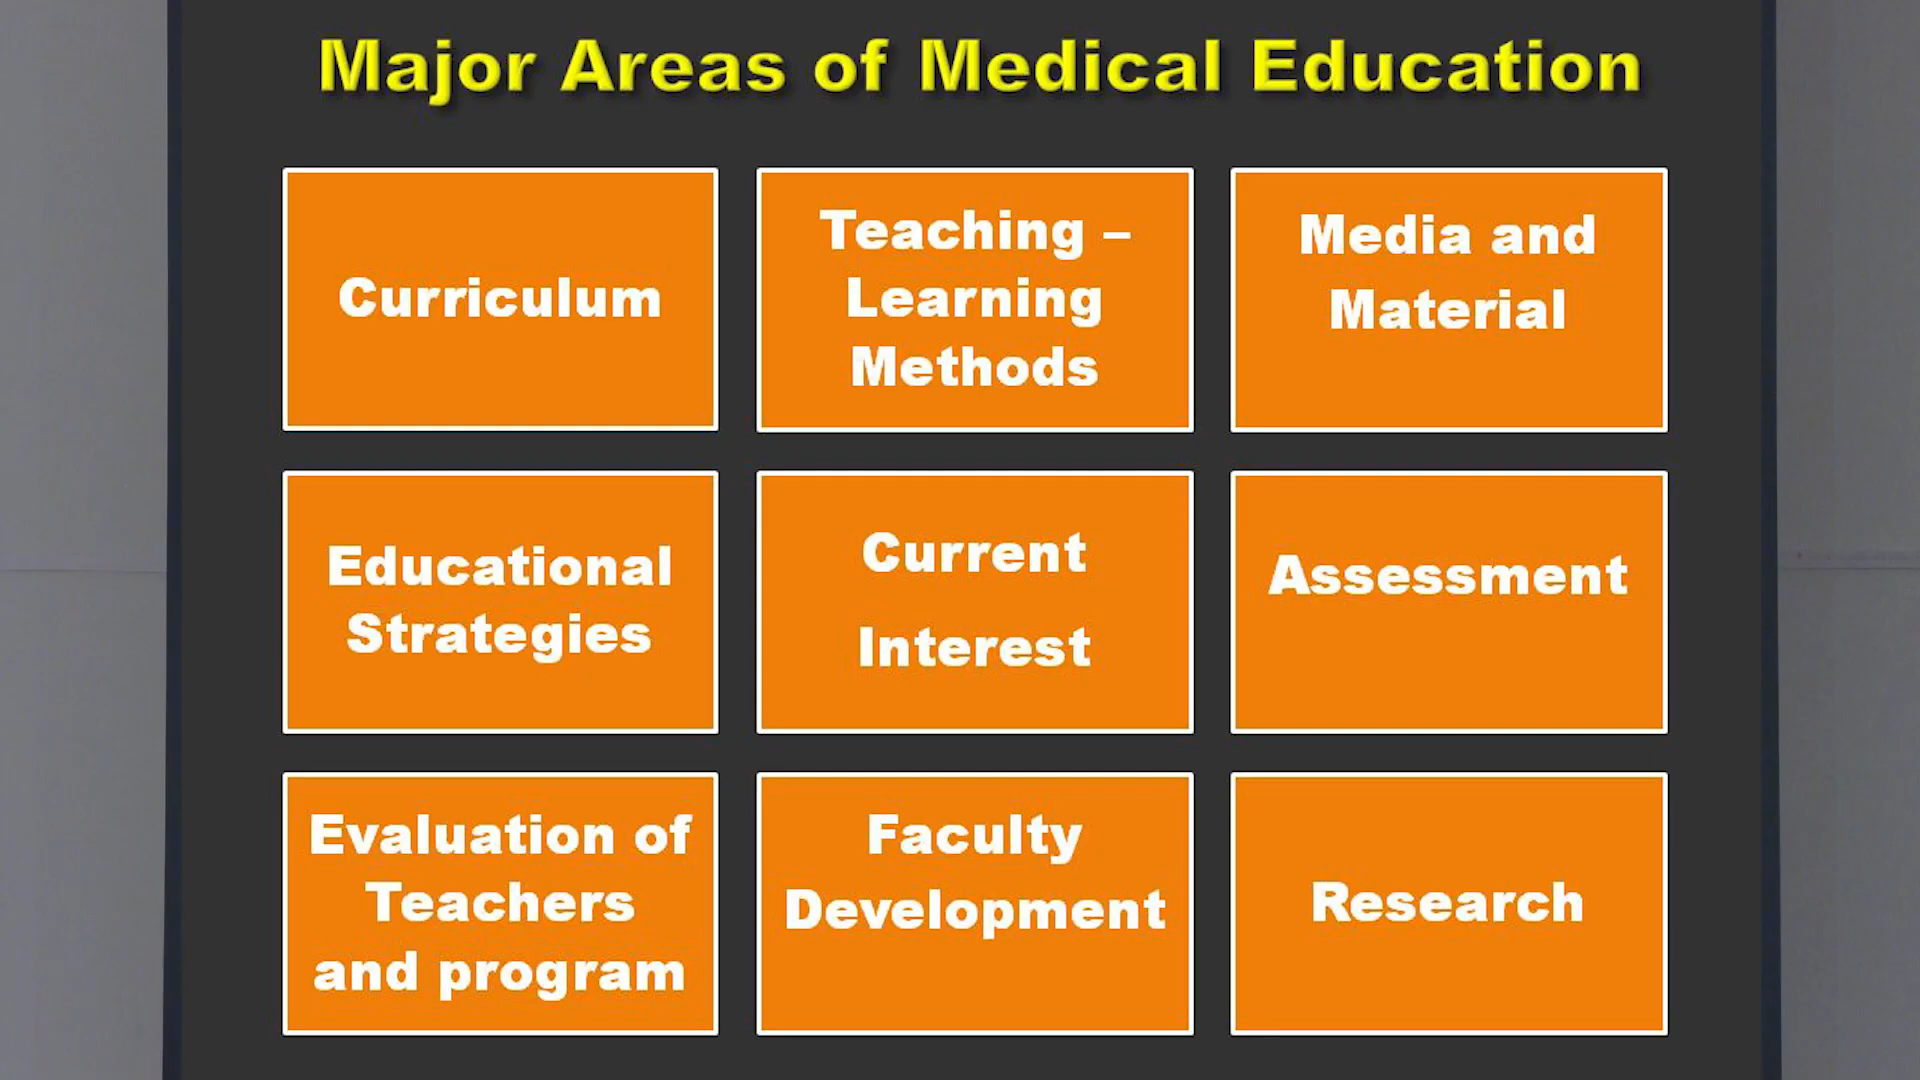 Major Areas of Medical Education
Curriculum
Teaching –
Learning
Methods
Media and
Material
Educational
Strategies
Current
Interest
Assessment
Evaluation of
Teachers
and program
Faculty
Development
Research